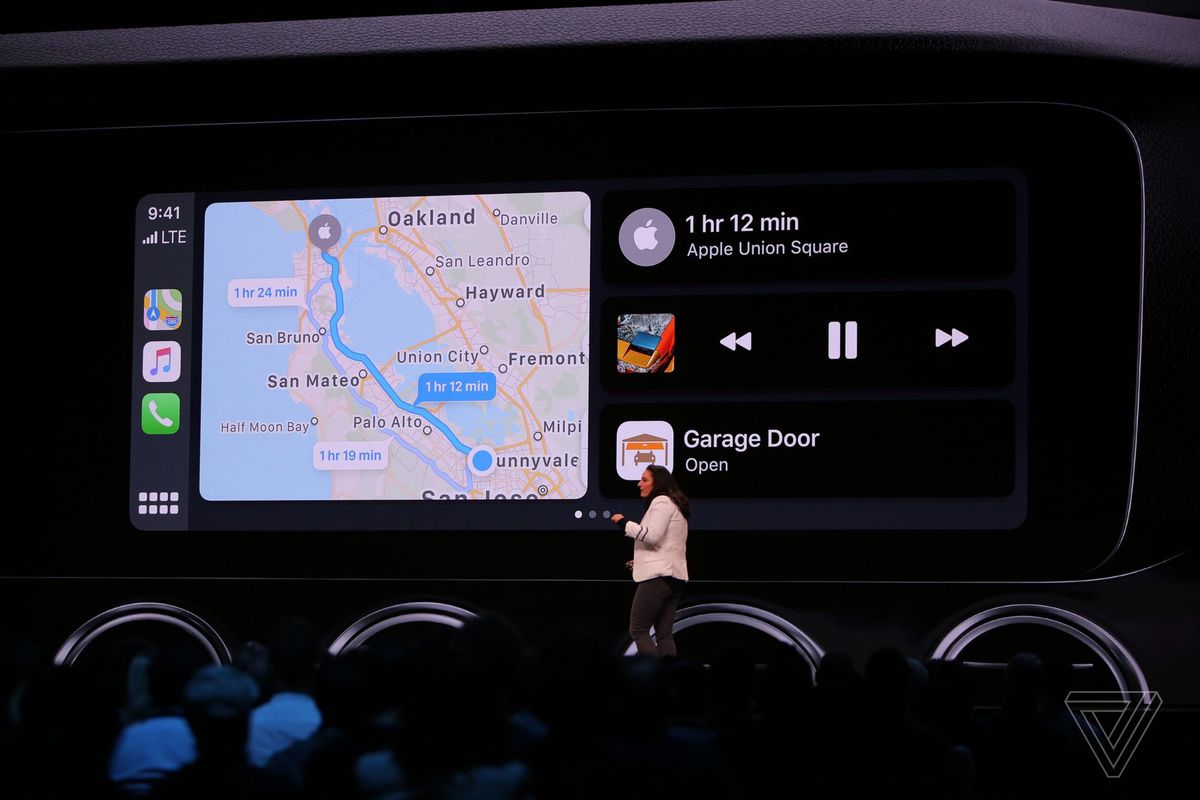 9:41
LTE
Oakland
Danville
San Leandro
1 hr 24 min
Hayward
San Bruno
Union City
Fremont
San Mateo
1 hr 12 min
Half Moon Bay
Palo Alto
Milpi
1 hr 19 min
unnyvale
San Jose
1 hr 12 min
Apple Union Square
Garage Door
Open